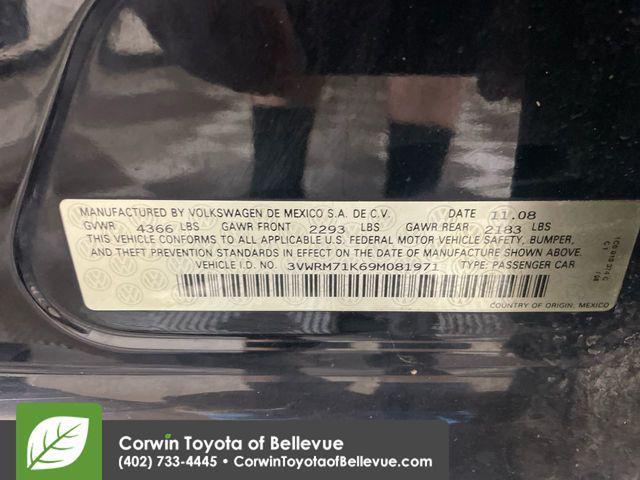 MANUFACTURED BY VOLKSWAGEN DE MEXICO S.A. DE C.V. DATE 11.08
GVWR 4366 LBS GAWR FRONT 2293 LBS GAWR REAR 2183 LBS
THIS VEHICLE CONFORMS TO ALL APPLICABLE U.S. FEDERAL MOTOR VEHICLE SAFETY, BUMPER,
AND THEFT PREVENTION STANDARDS IN EFFECT ON THE DATE OF MANUFACTURE SHOWN ABOVE.
VEHICLE I.D. NO.: 3VWRM71K69M081971 TYPE: PASSENGER CAR
COUNTRY OF ORIGIN: MEXICO
Corwin Toyota of Bellevue
(402) 733-4445 • CorwinToyotaofBellevue.com